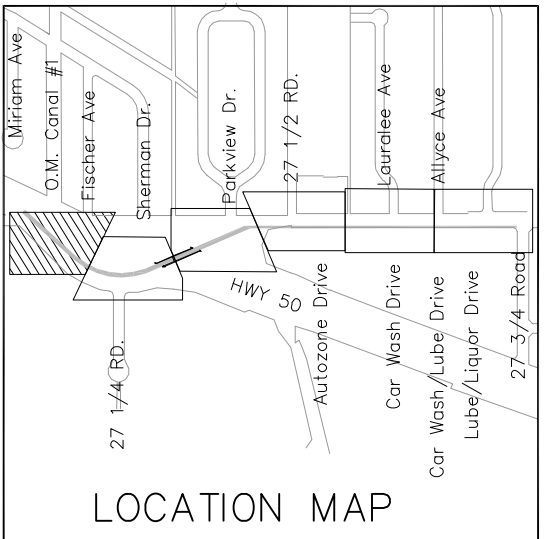 Miriam Ave
O.M. Canal #1
Fischer Ave
Sherman Dr.
Parkview Dr.
27 1/2 RD.
Lauralee Ave
Allyce Ave
HWY 50
27 1/4 RD.
Autozone Drive
Car Wash Drive
Car Wash/Lube Drive
Lube/Liquor Drive
27 3/4 Road
LOCATION MAP